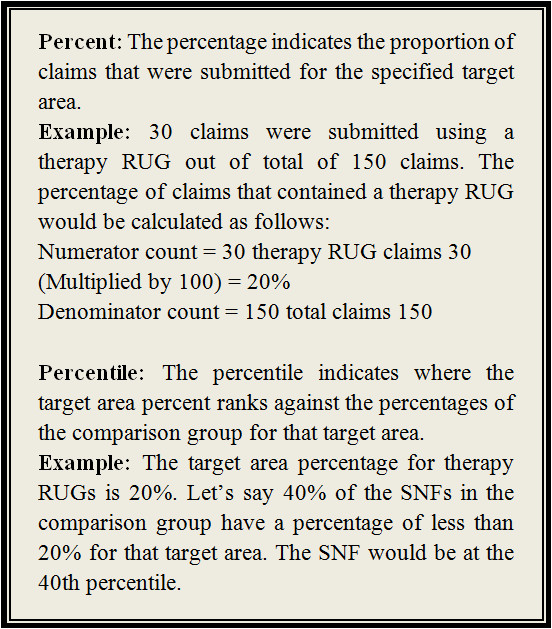 Percent: The percentage indicates the proportion of
claims that were submitted for the specified target
area.
Example: 30 claims were submitted using a
therapy RUG out of total of 150 claims. The
percentage of claims that contained a therapy RUG
would be calculated as follows:
Numerator count = 30 therapy RUG claims 30
(Multiplied by 100) = 20%
Denominator count = 150 total claims 150
Percentile: The percentile indicates where the
target area percent ranks against the percentages of
the comparison group for that target area.
Example: The target area percentage for therapy
RUGs is 20%. Let’s say 40% of the SNFs in the
comparison group have a percentage of less than
20% for that target area. The SNF would be at the
40th percentile.